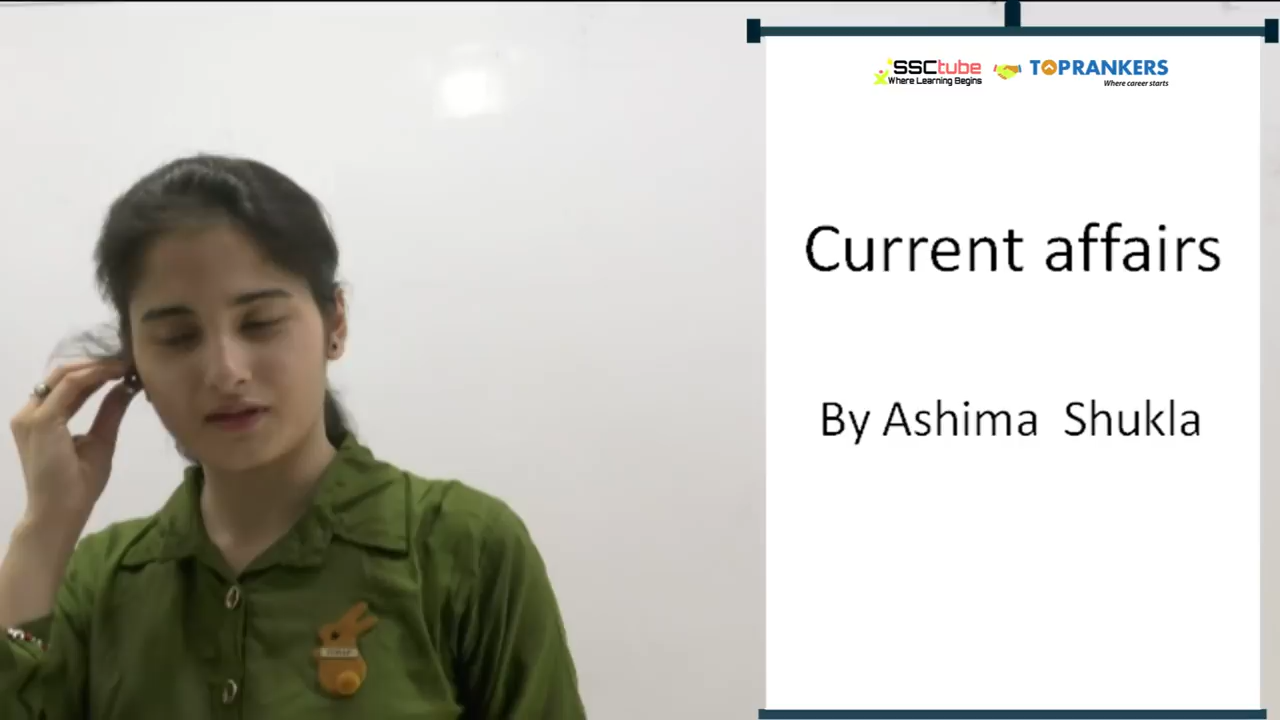 SSCtube
Where Learning Begins
TOPRANKERS
Where career starts
Current affairs
By Ashima Shukla